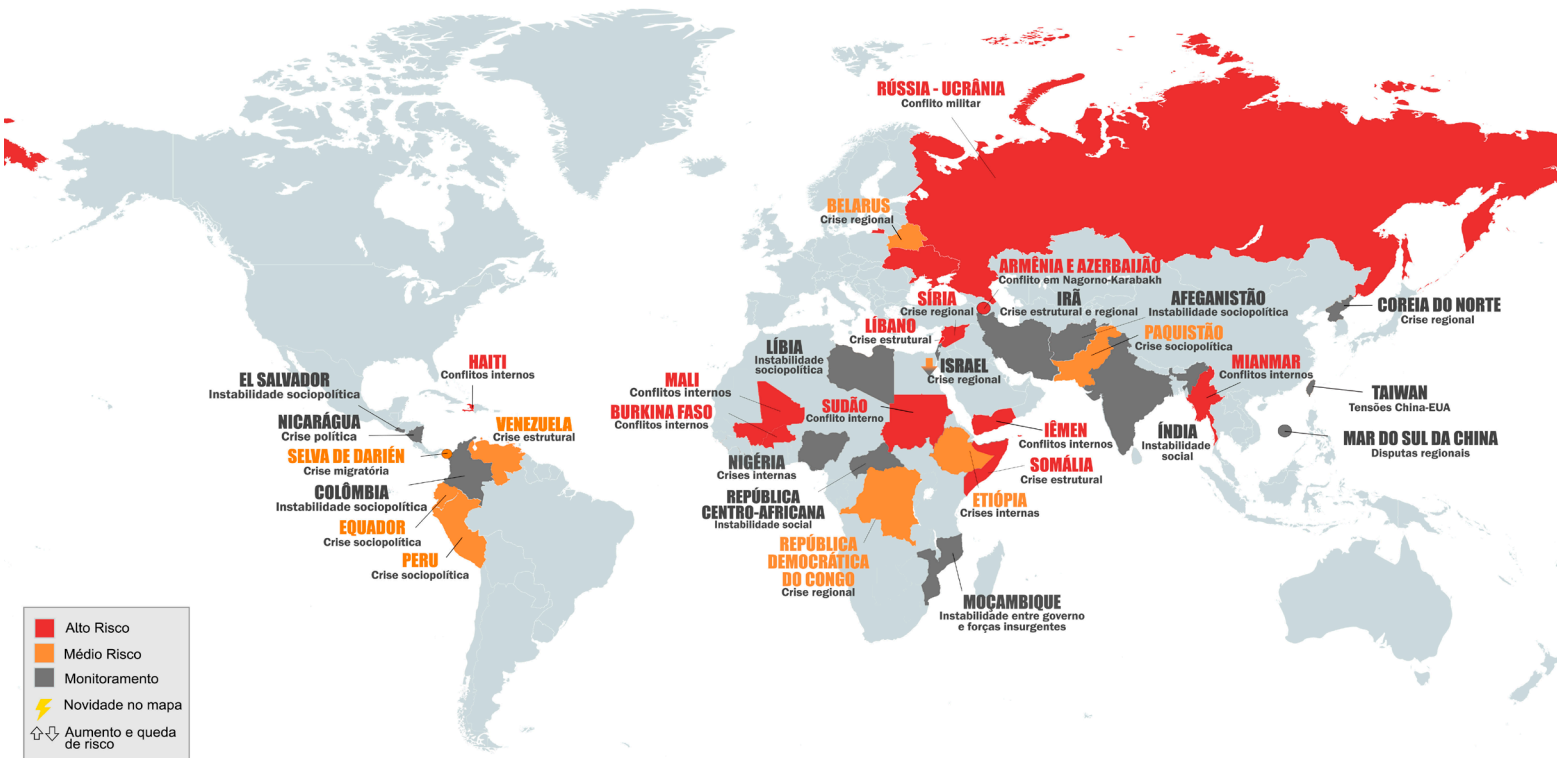 RÚSSIA - UCRÂNIA
Conflito militar
BELARUS
Crise regional
ARMÊNIA E AZERBAIJÃO
Conflito em Nagorno-Karabakh
SÍRIA
Crise regional
IRÃ
Crise estrutural e regional
AFEGANISTÃO
Instabilidade sociopolítica
COREIA DO NORTE
Crise regional
LÍBANO
Crise estrutural
PAQUISTÃO
Crise sociopolítica
LÍBIA
Instabilidade
sociopolítica
ISRAEL
Crise regional
MIANMAR
Conflitos internos
HAITI
Conflitos internos
EL SALVADOR
Instabilidade sociopolítica
MALI
Conflitos internos
SUDÃO
Conflito interno
TAIWAN
Tensões China-EUA
BURKINA FASO
Conflitos internos
NICARÁGUA
Crise política
VENEZUELA
Crise estrutural
IÊMEN
Conflitos internos
ÍNDIA
Instabilidade
social
MAR DO SUL DA CHINA
Disputas regionais
SELVA DE DARIÉN
Crise migratória
NIGÉRIA
Crises internas
SOMÁLIA
Crise estrutural
COLÔMBIA
Instabilidade sociopolítica
REPÚBLICA
CENTRO-AFRICANA
Instabilidade social
ETIÓPIA
Crises internas
EQUADOR
Crise sociopolítica
REPÚBLICA
DEMOCRÁTICA
DO CONGO
Crise regional
PERU
Crise sociopolítica
MOÇAMBIQUE
Instabilidade entre governo
e forças insurgentes
Alto Risco
Médio Risco
Monitoramento
Novidade no mapa
Aumento e queda
de risco